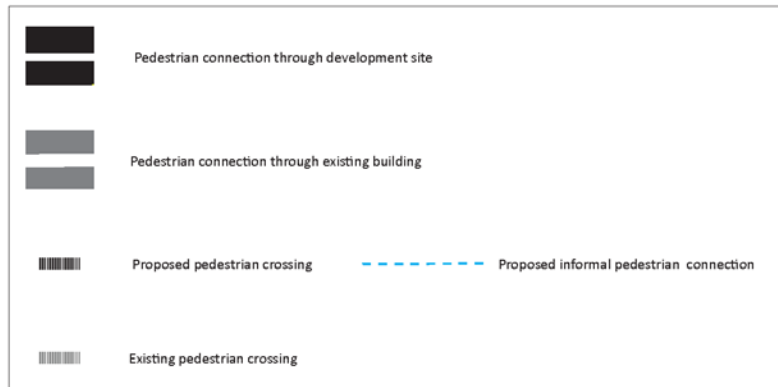 Pedestrian connection through development site
Pedestrian connection through existing building
Proposed pedestrian crossing
Proposed informal pedestrian connection
Existing pedestrian crossing